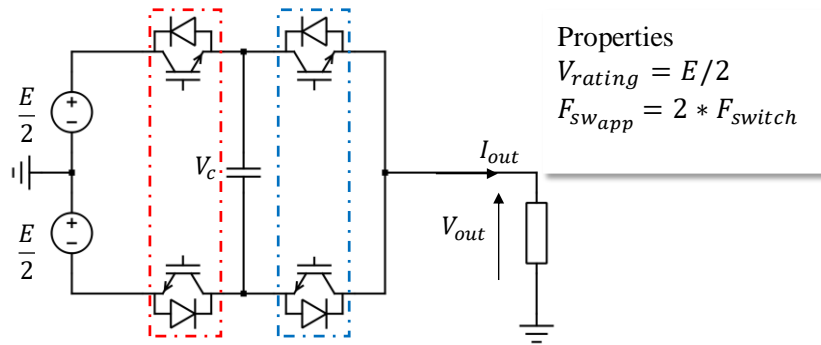 Properties
V_rating = E/2
F_sw_app = 2 * F_switch
E/2
+
−
V_c
I_out
E/2
+
−
V_out